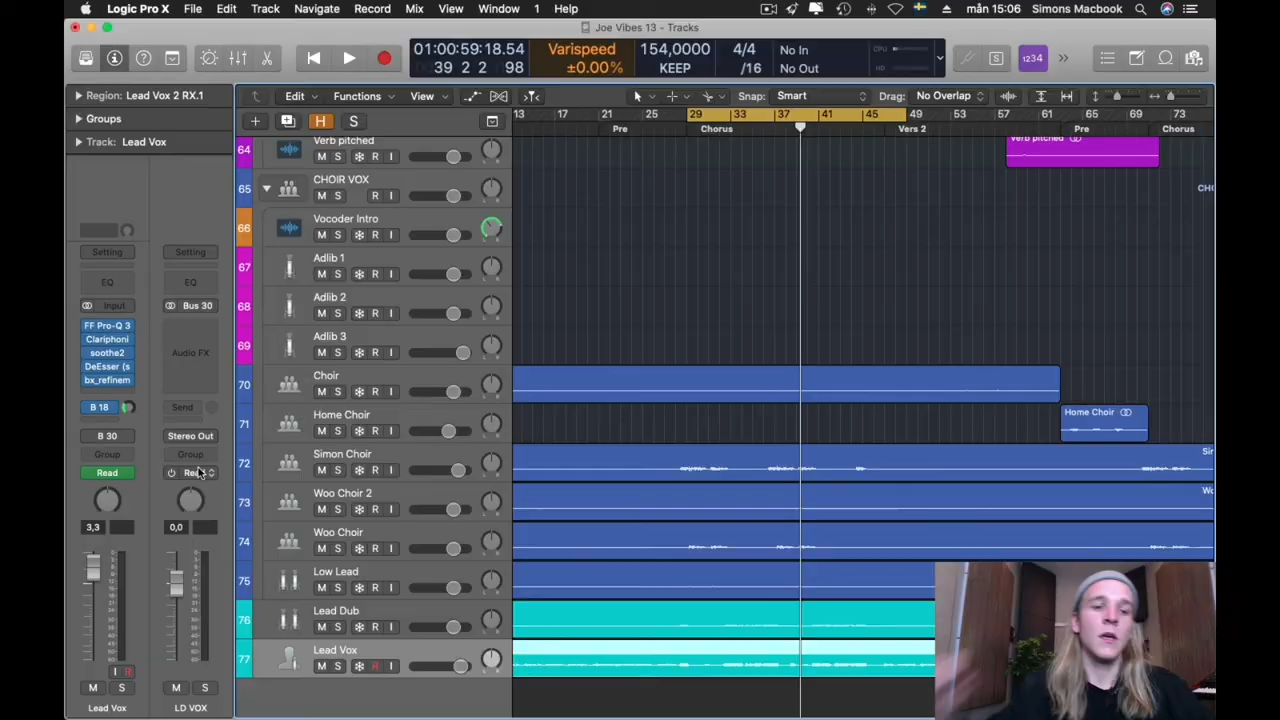 Logic Pro X File Edit Track Navigate Record Mix View Window 1 Help mån 15:06 Simons Macbook
Joe Vibes 13 - Tracks
01:00:59:18.54 Varispeed 154,0000 4/4 No In CPU
39 2 2 98 ±0.00% KEEP /16 No Out HD
1234
Region: Lead Vox 2 RX.1 Edit Functions View Snap: Smart Drag: No Overlap
Groups
H S
13 17 21 25 29 33 37 41 45 49 53 57 61 65 69 73
Pre Chorus Vers 2 Pre Chorus
Track: Lead Vox
64 Verb pitched
M S R I
Verb pitched
65 CHOIR VOX
M S R I
66 Vocoder Intro
M S R I
67 Adlib 1
M S R I
68 Adlib 2
M S R I
69 Adlib 3
M S R I
70 Choir
M S R I
71 Home Choir
M S R I
Home Choir
72 Simon Choir
M S R I
73 Woo Choir 2
M S R I
74 Woo Choir
M S R I
75 Low Lead
M S R I
76 Lead Dub
M S R I
77 Lead Vox
M S R I
Setting Setting
EQ EQ
Input Bus 30
FF Pro-Q 3
Clariphoni
soothe2
DeEsser (s
bx_refinem
Audio FX
B 18 Send
B 30 Stereo Out
Group Group
Read
3,3 0,0
I R
M S M S
Lead Vox LD VOX